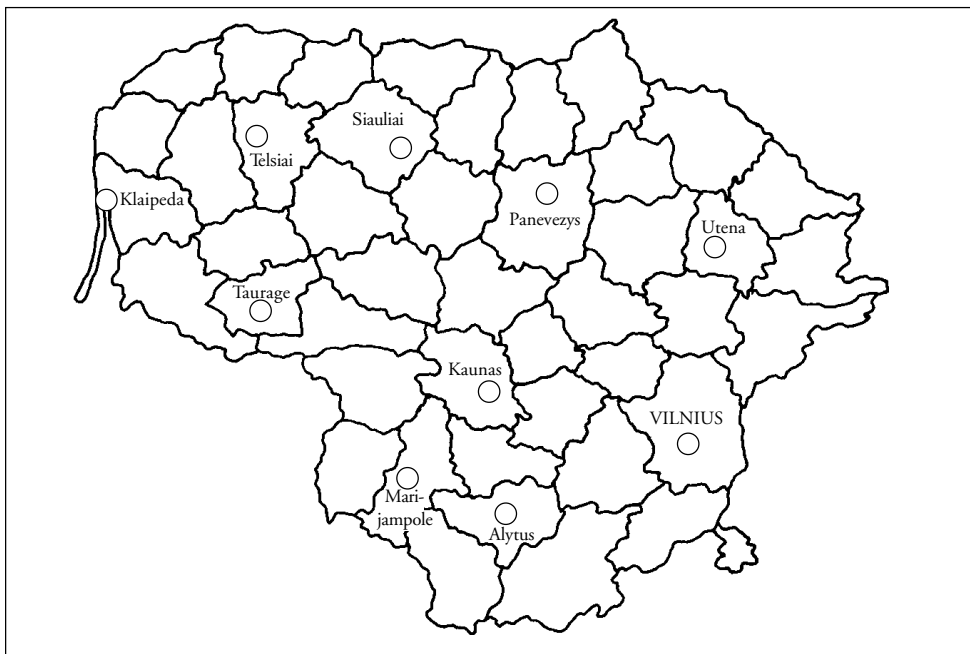 Siauliai
Telsiai
Klaipeda
Panevezys
Utena
Taurage
Kaunas
VILNIUS
Mari-
jampole
Alytus